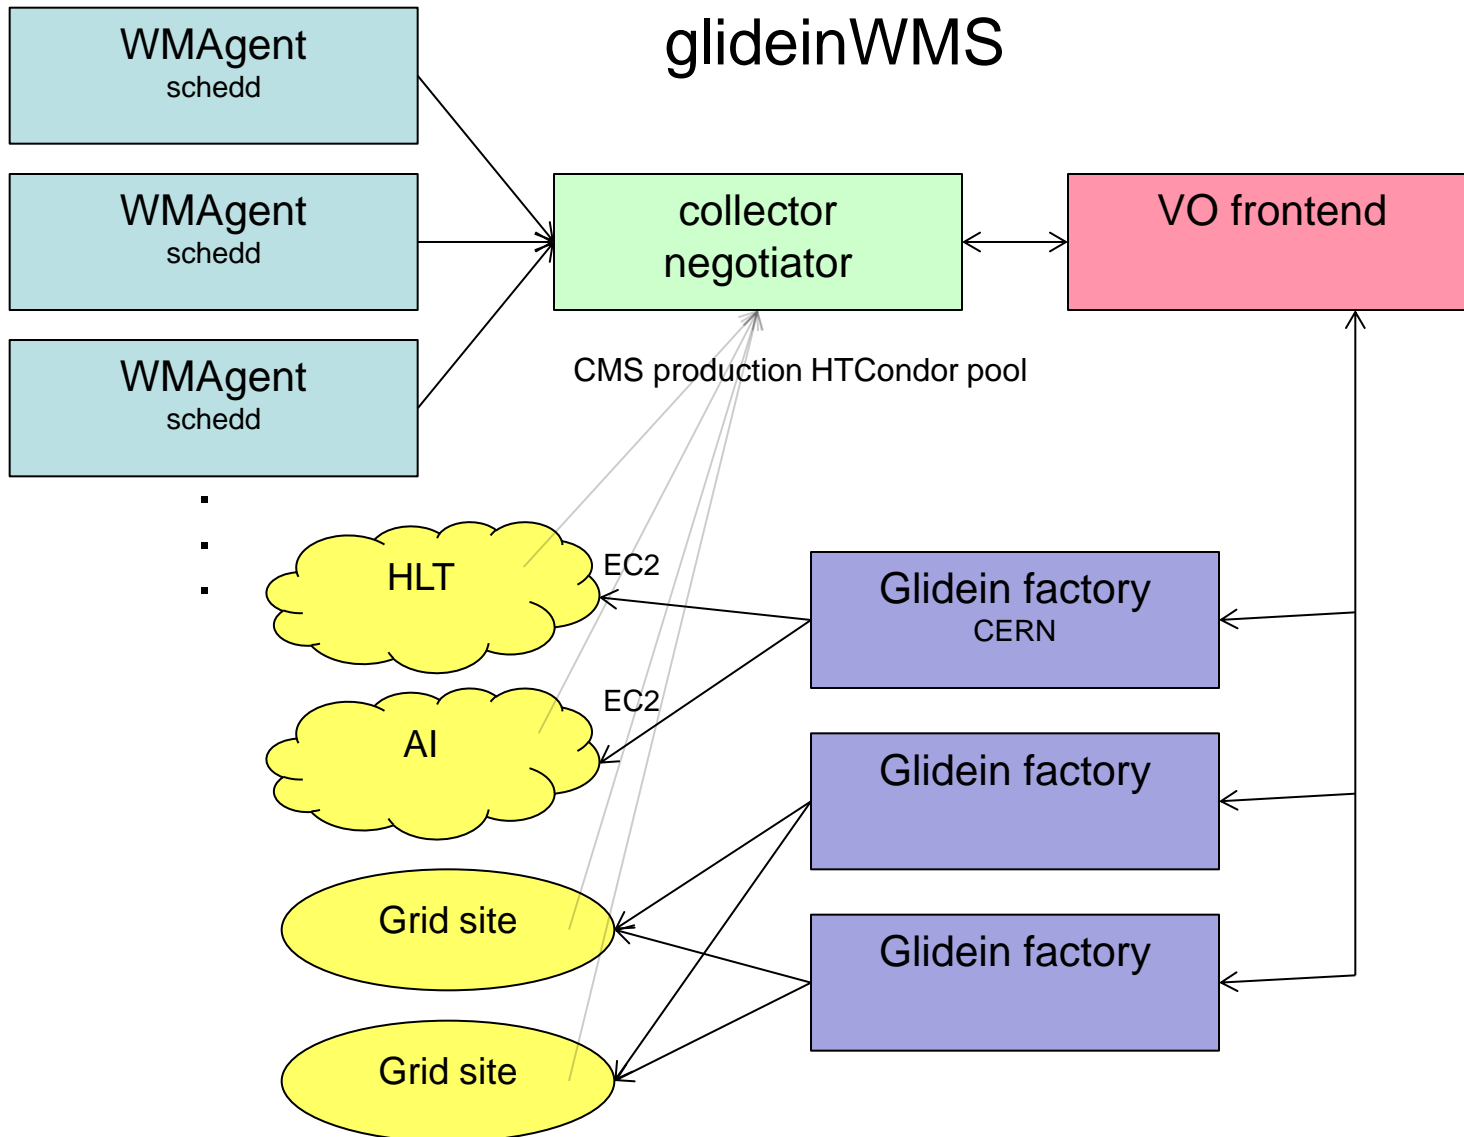 glideinWMS
WMAgent
schedd
WMAgent
schedd
WMAgent
schedd
collector
negotiator
VO frontend
CMS production HTCondor pool
HLT
EC2
AI
EC2
Grid site
Grid site
Glidein factory
CERN
Glidein factory
Glidein factory